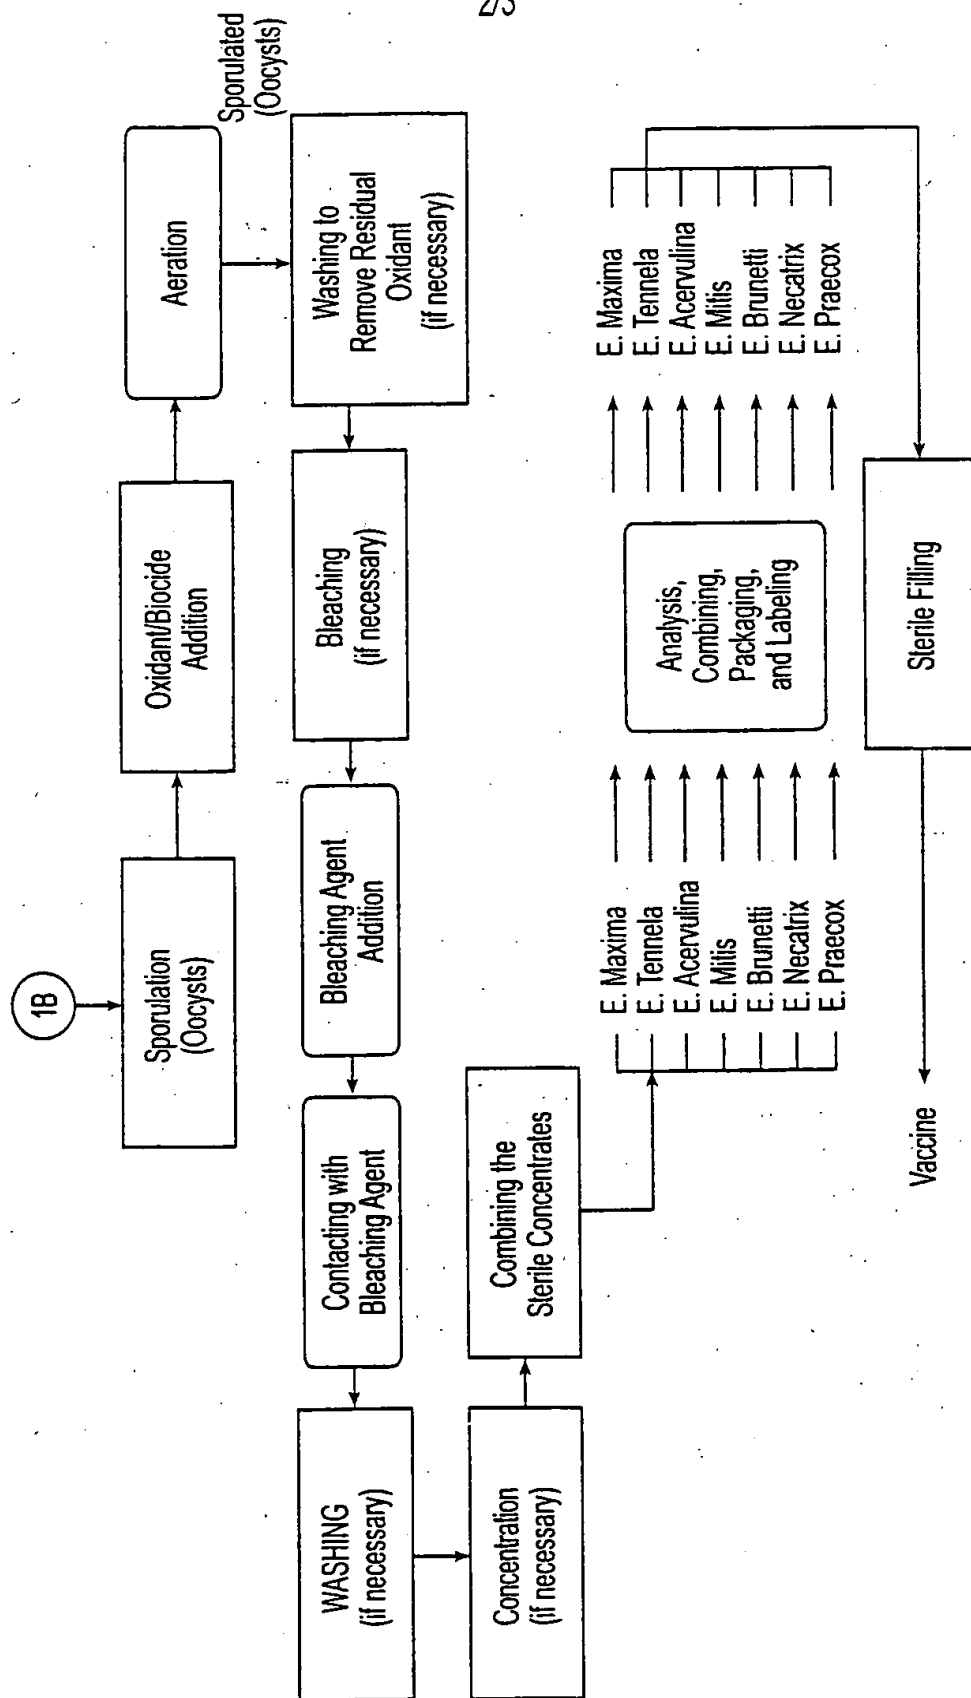 2/3
1B
Sporulation
(Oocysts)
Oxidant/Biocide
Addition
Aeration
Sporulated
(Oocysts)
Washing to
Remove Residual
Oxidant
(if necessary)
Bleaching
(if necessary)
Bleaching Agent
Addition
Contacting with
Bleaching Agent
WASHING
(if necessary)
Concentration
(if necessary)
Combining the
Sterile Concentrates
E. Maxima
E. Tennela
E. Acervulina
E. Mitis
E. Brunetti
E. Necatrix
E. Praecox
Analysis,
Combining,
Packaging,
and Labeling
E. Maxima
E. Tennela
E. Acervulina
E. Mitis
E. Brunetti
E. Necatrix
E. Praecox
Sterile Filling
Vaccine